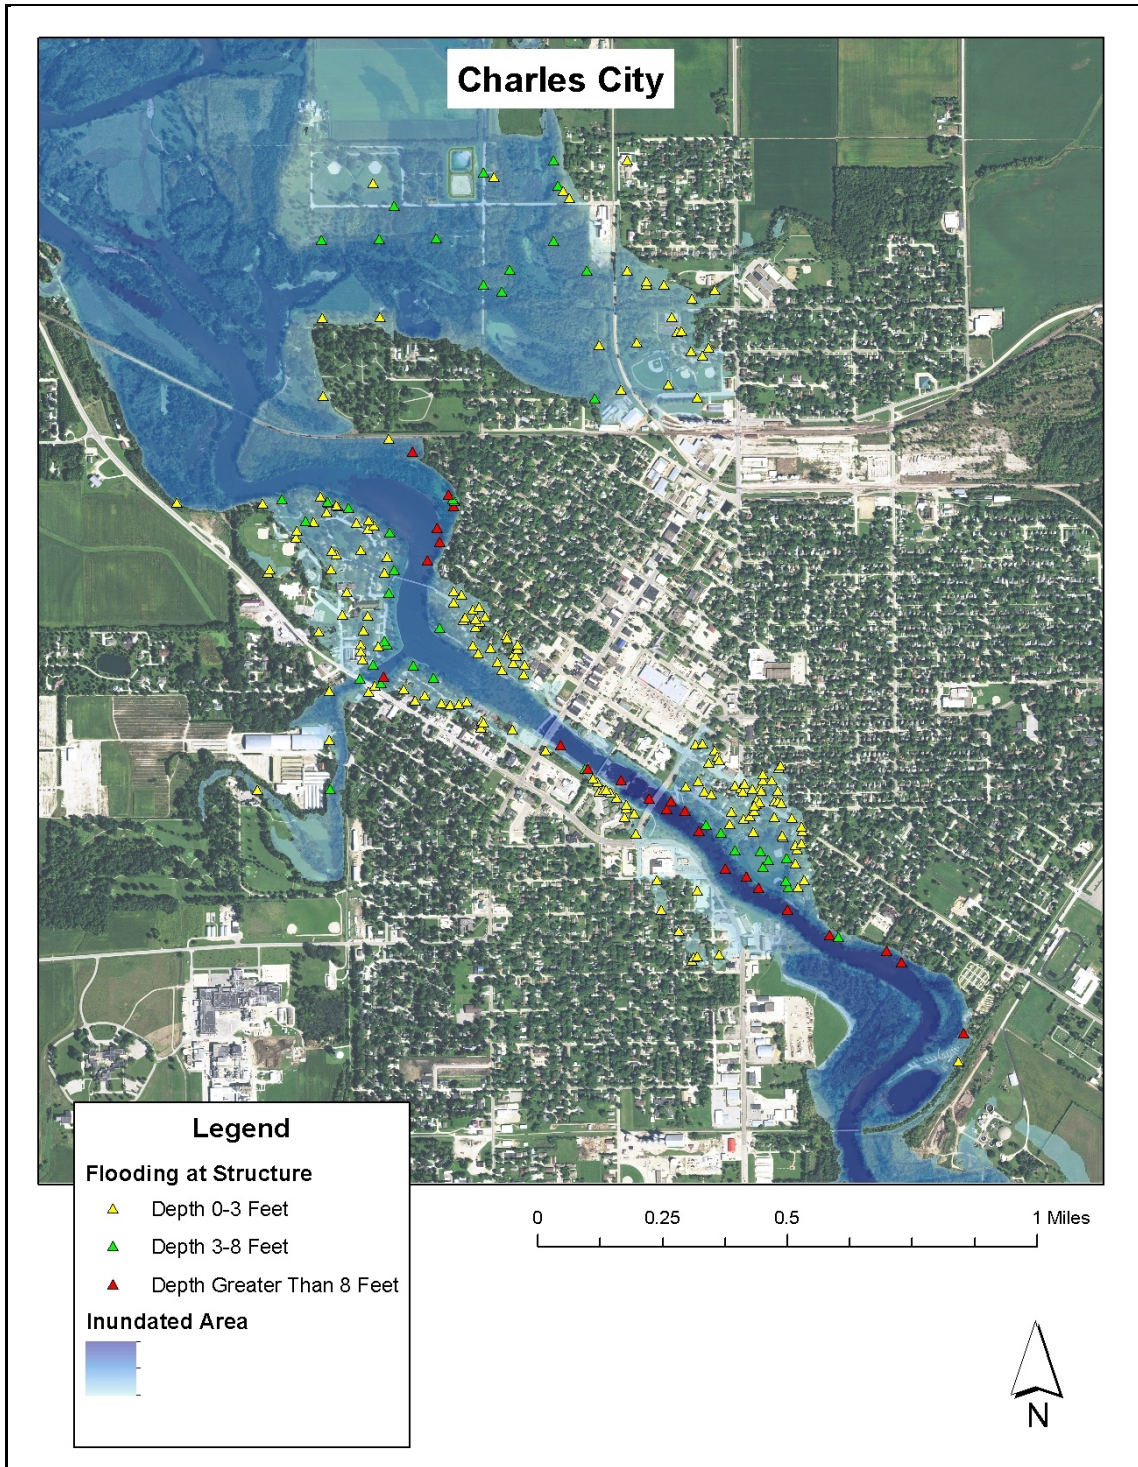 Charles City
Legend
Flooding at Structure
Depth 0-3 Feet
Depth 3-8 Feet
Depth Greater Than 8 Feet
Inundated Area
0 0.25 0.5 1 Miles
N